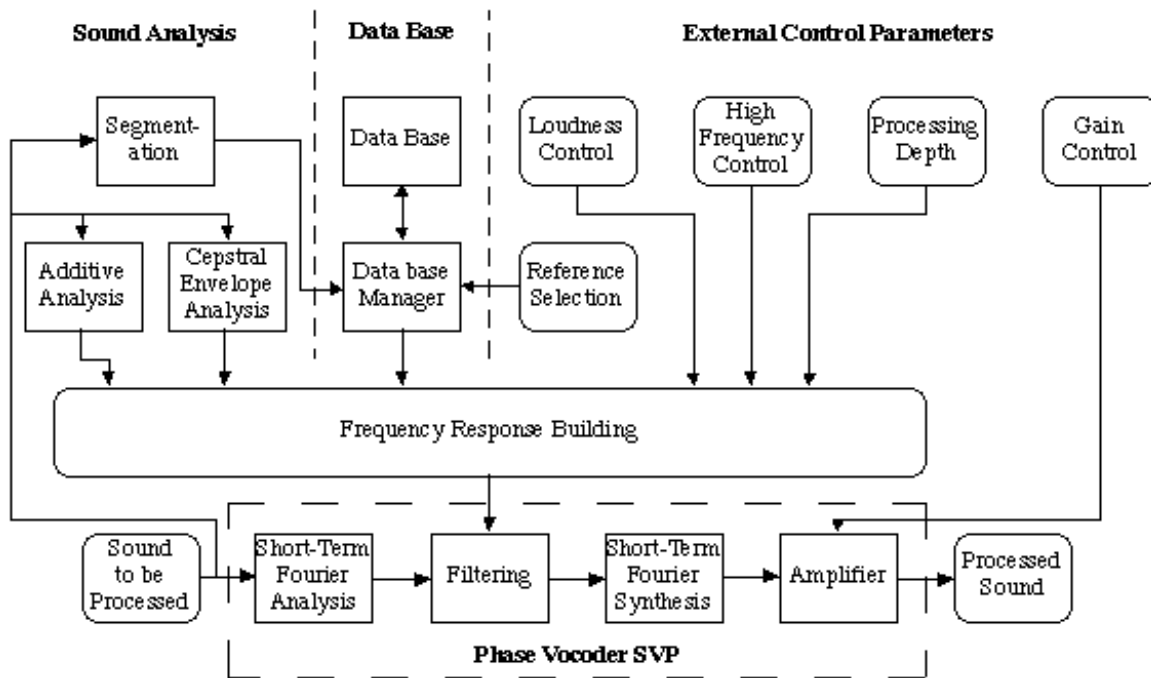 Sound Analysis
Data Base
External Control Parameters
Segment-
ation
Data Base
Loudness
Control
High
Frequency
Control
Processing
Depth
Gain
Control
Additive
Analysis
Cepstral
Envelope
Analysis
Data base
Manager
Reference
Selection
Frequency Response Building
Sound
to be
Processed
Short-Term
Fourier
Analysis
Filtering
Short-Term
Fourier
Synthesis
Amplifier
Processed
Sound
Phase Vocoder SVP